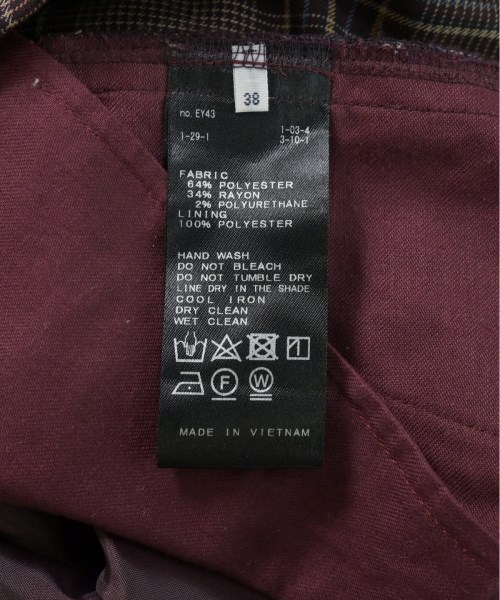 38
no. EY43
1-29-1 1-03-4
3-10-1
FABRIC
64% POLYESTER
34% RAYON
2% POLYURETHANE
LINING
100% POLYESTER
HAND WASH
DO NOT BLEACH
DO NOT TUMBLE DRY
LINE DRY IN THE SHADE
COOL IRON
DRY CLEAN
WET CLEAN
F W
MADE IN VIETNAM